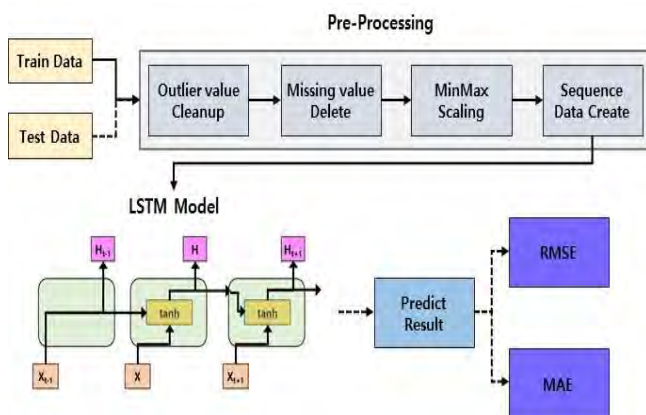 Pre-Processing
Train Data
Test Data
Outlier value
Cleanup
Missing value
Delete
MinMax
Scaling
Sequence
Data Create
LSTM Model
Ht-1
H
Ht+1
tanh
tanh
Xt-1
X
Xt+1
Predict
Result
RMSE
MAE